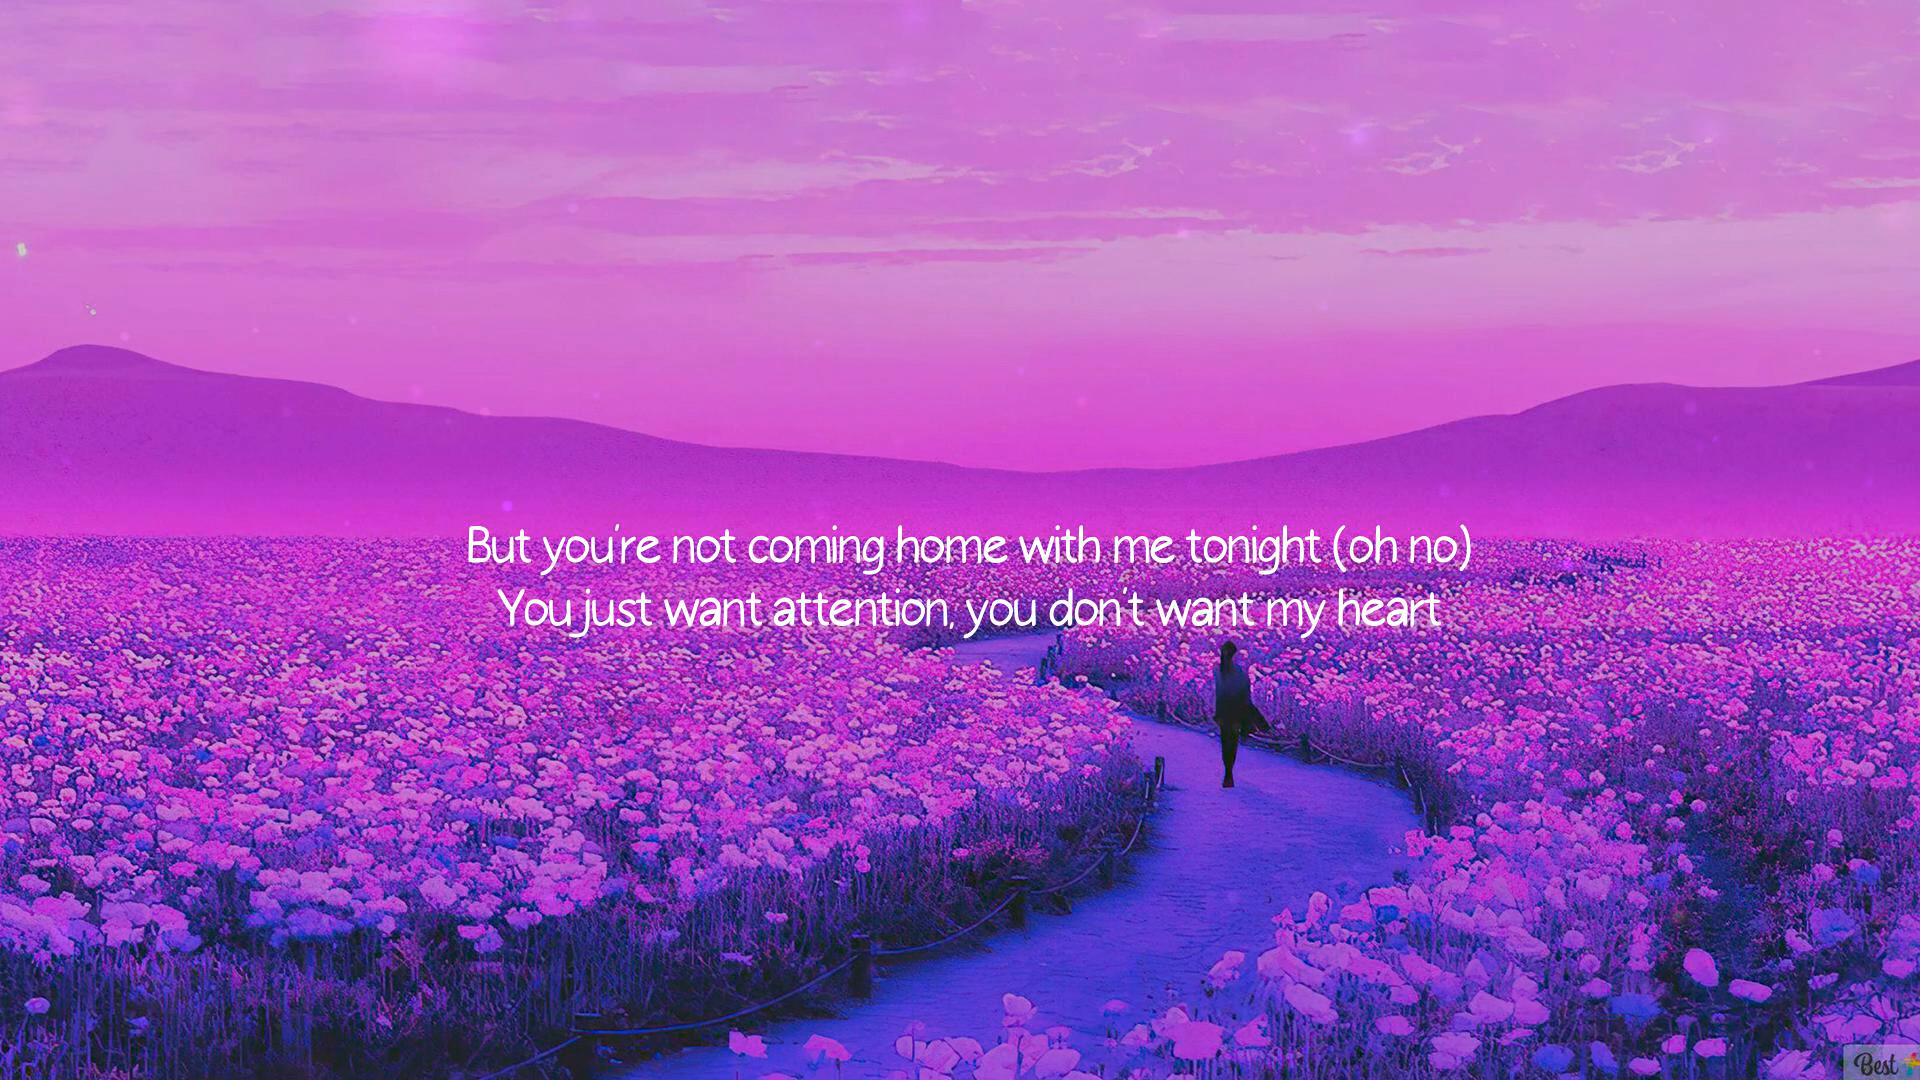 But you're not coming home with me tonight (oh no)
You just want attention, you don't want my heart
Best